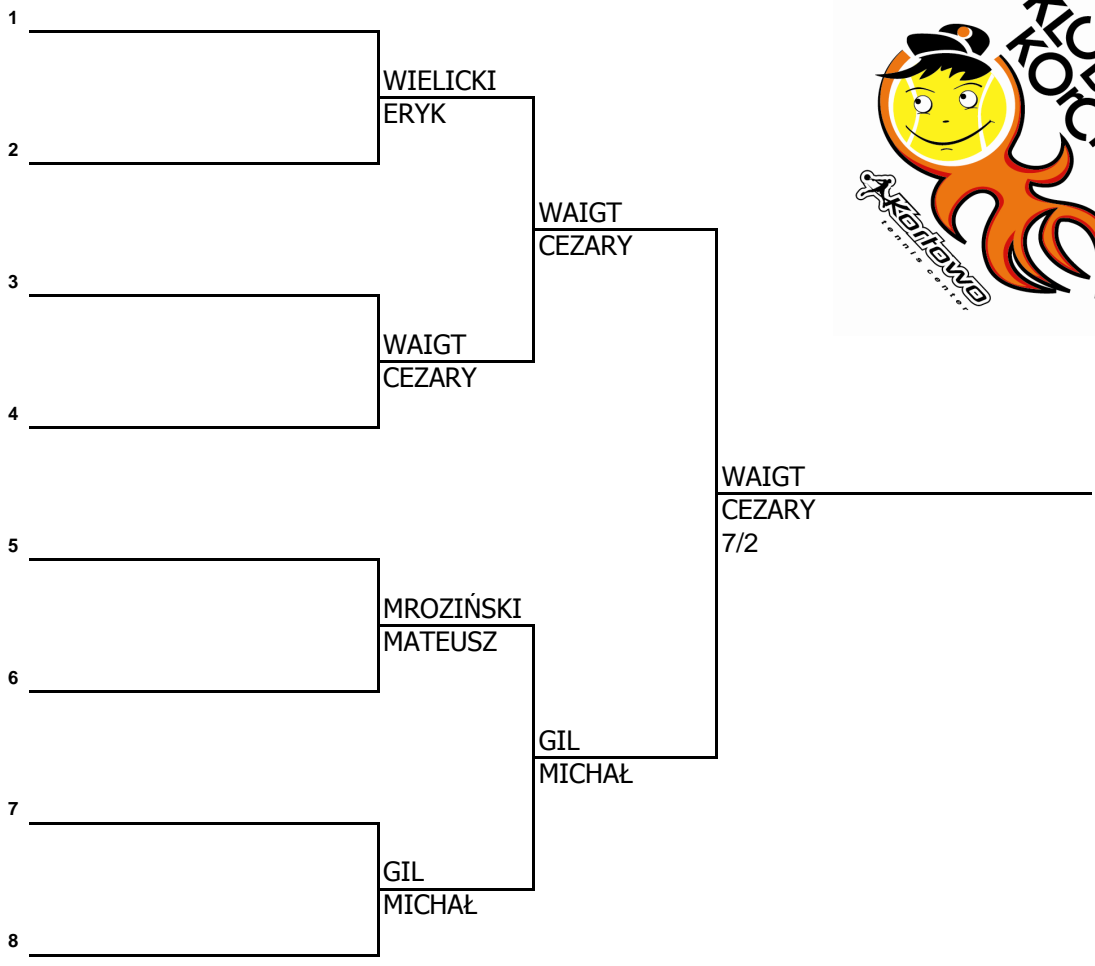 1
WIELICKI
ERYK
2
WAIGT
CEZARY
3
WAIGT
CEZARY
4
WAIGT
CEZARY
7/2
5
MROZIŃSKI
MATEUSZ
6
GIL
MICHAŁ
7
GIL
MICHAŁ
8
Kortowo
tennis center